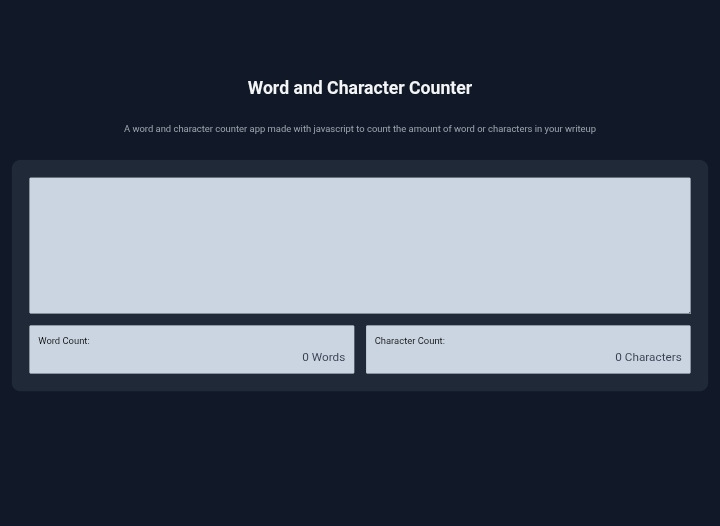 Word and Character Counter
A word and character counter app made with javascript to count the amount of word or characters in your writeup
Word Count:
0 Words
Character Count:
0 Characters